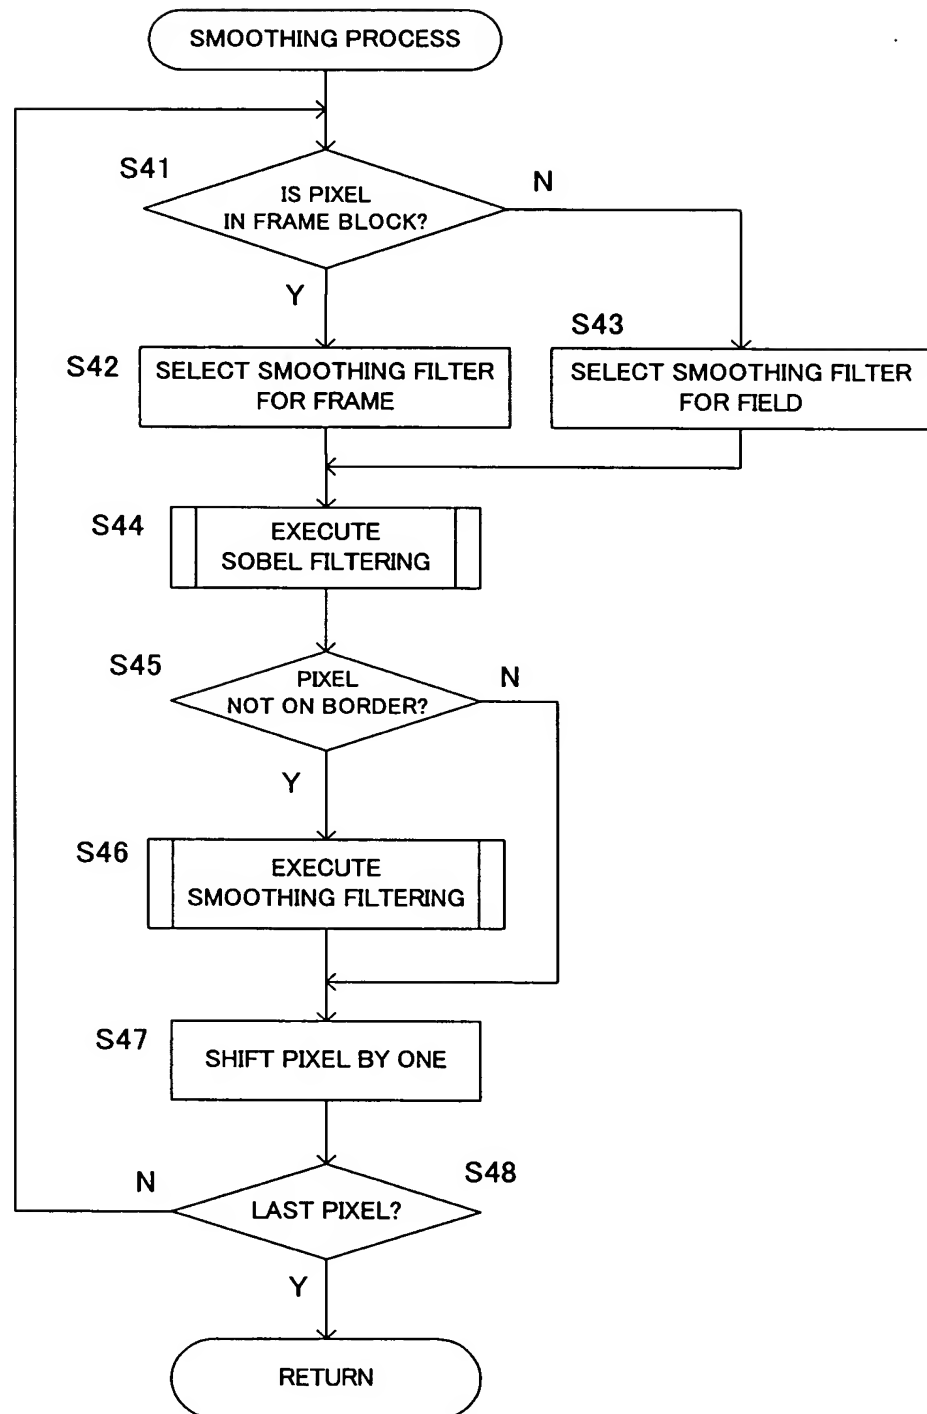 SMOOTHING PROCESS
S41
IS PIXEL
IN FRAME BLOCK?
N
Y
S42
SELECT SMOOTHING FILTER
FOR FRAME
S43
SELECT SMOOTHING FILTER
FOR FIELD
S44
EXECUTE
SOBEL FILTERING
S45
PIXEL
NOT ON BORDER?
N
Y
S46
EXECUTE
SMOOTHING FILTERING
S47
SHIFT PIXEL BY ONE
S48
N
LAST PIXEL?
Y
RETURN